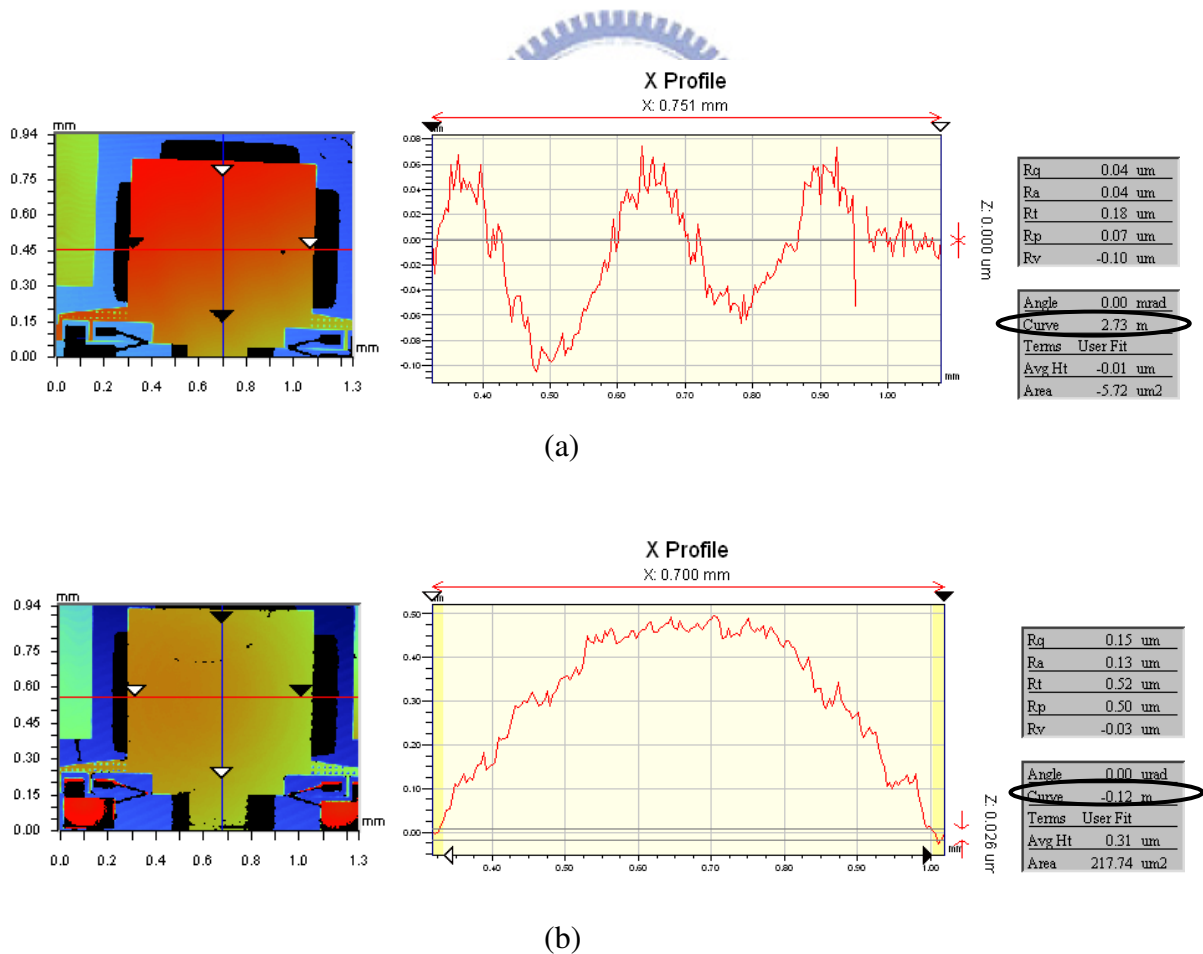 X Profile
X: 0.751 mm
mm
0.94
0.75
0.60
0.45
0.30
0.15
0.00
mm
0.0 0.2 0.4 0.6 0.8 1.0 1.3
0.08
0.06
0.04
0.02
0.00
-0.02
-0.04
-0.06
-0.08
-0.10
mm
0.40 0.50 0.60 0.70 0.80 0.90 1.00
Z: 0.000 um
Rq 0.04 um
Ra 0.04 um
Rt 0.18 um
Rp 0.07 um
Rv -0.10 um
Angle 0.00 mrad
Curve 2.73 m
Terms User Fit
Avg Ht -0.01 um
Area -5.72 um2
(a)
X Profile
X: 0.700 mm
mm
0.94
0.75
0.60
0.45
0.30
0.15
0.00
mm
0.0 0.2 0.4 0.6 0.8 1.0 1.3
0.50
0.40
0.30
0.20
0.10
0.00
mm
0.40 0.50 0.60 0.70 0.80 0.90 1.00
Z: 0.026 um
Rq 0.15 um
Ra 0.13 um
Rt 0.52 um
Rp 0.50 um
Rv -0.03 um
Angle 0.00 urad
Curve -0.12 m
Terms User Fit
Avg Ht 0.31 um
Area 217.74 um2
(b)